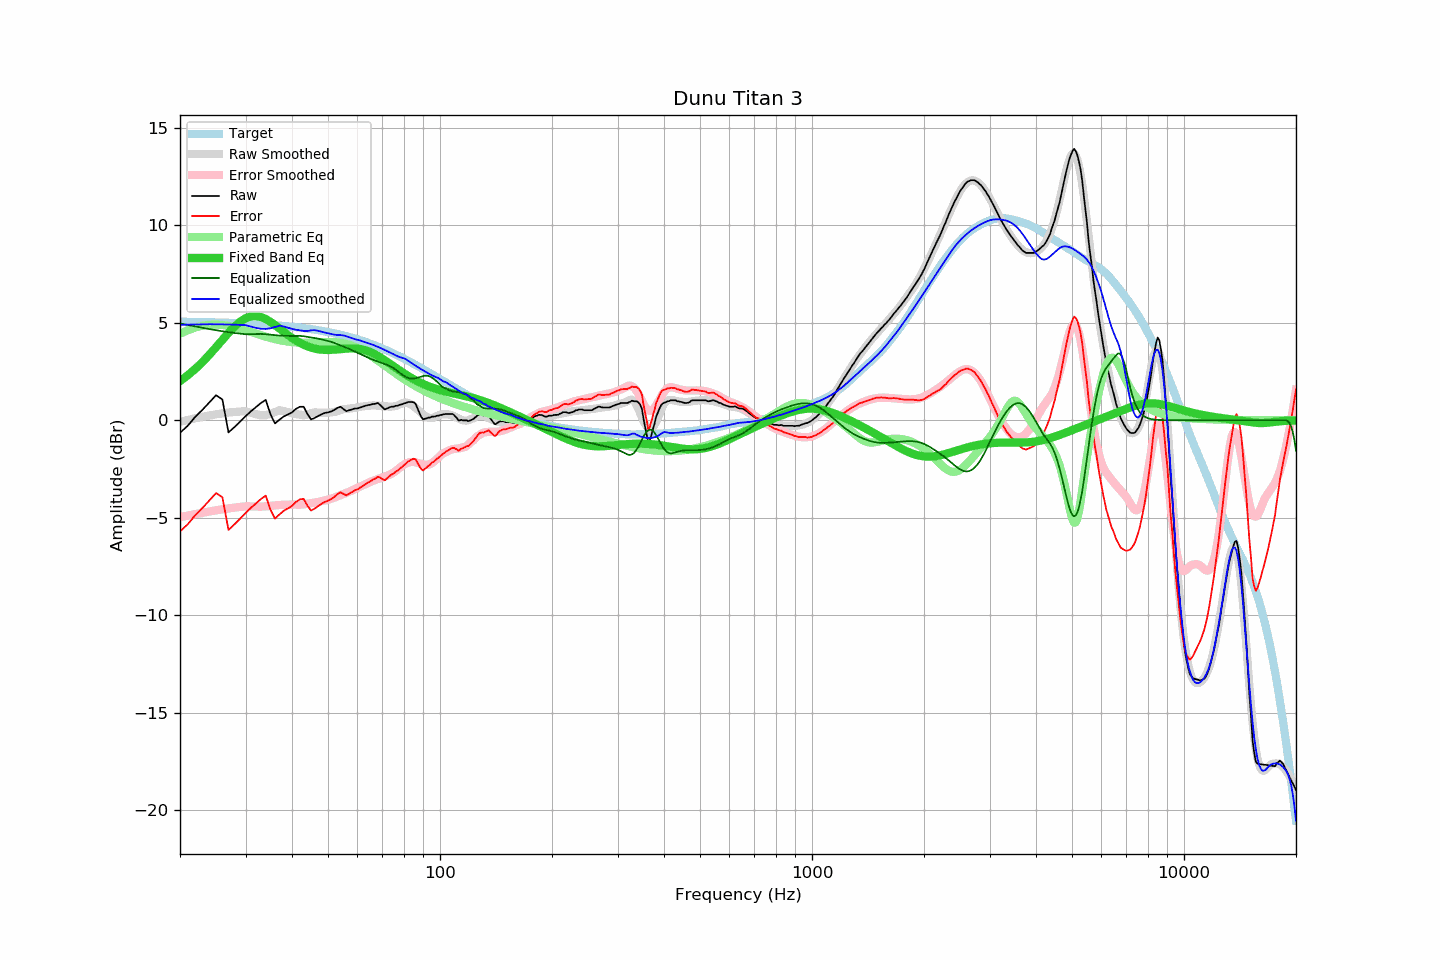 Dunu Titan 3
Target
Raw Smoothed
Error Smoothed
Raw
Error
Parametric Eq
Fixed Band Eq
Equalization
Equalized smoothed
15
10
5
0
−5
−10
−15
−20
Amplitude (dBr)
100
1000
10000
Frequency (Hz)